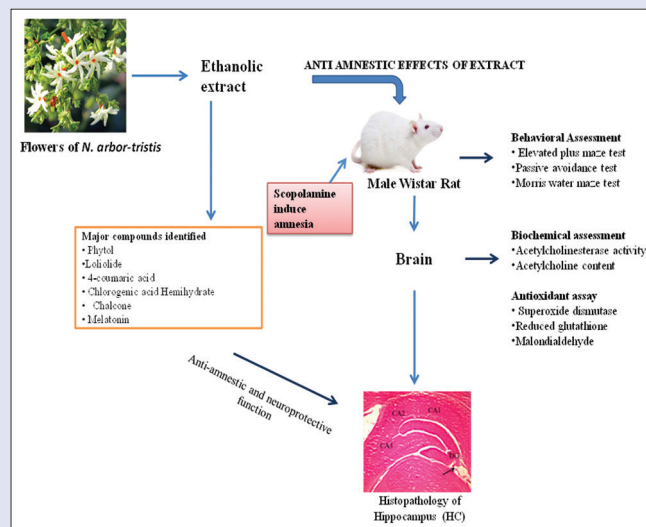 Ethanolic
extract
ANTI AMNESTIC EFFECTS OF EXTRACT
Flowers of N. arbor-tristis
Scopolamine
induce
amnesia
Male Wistar Rat
Behavioral Assessment
• Elevated plus maze test
• Passive avoidance test
• Morris water maze test
Major compounds identified
• Phytol
•Loliolide
• 4-coumaric acid
• Chlorogenic acid Hemihydrate
• Chalcone
• Melatonin
Brain
Biochemical assessment
•Acetylcholinesterase activity
• Acetylcholine content
Antioxidant assay
• Superoxide dismutase
•Reduced glutathione
•Malondialdehyde
Anti-amnestic and neuroprotective
function
CA2
CA1
CA3
DG
Histopathology of
Hippocampus (HC)